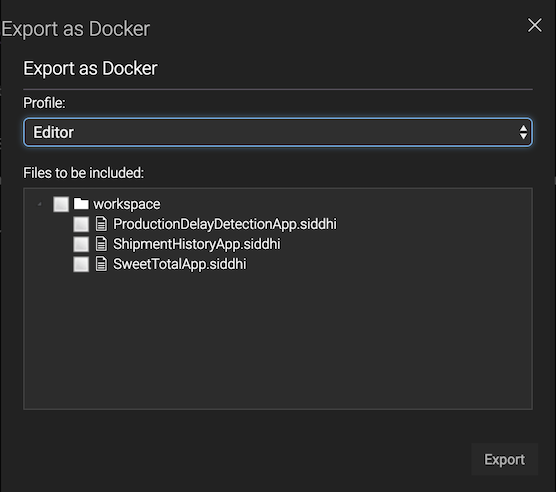 Export as Docker
Export as Docker
Profile:
Editor
Files to be included:
workspace
ProductionDelayDetectionApp.siddhi
ShipmentHistoryApp.siddhi
SweetTotalApp.siddhi
Export